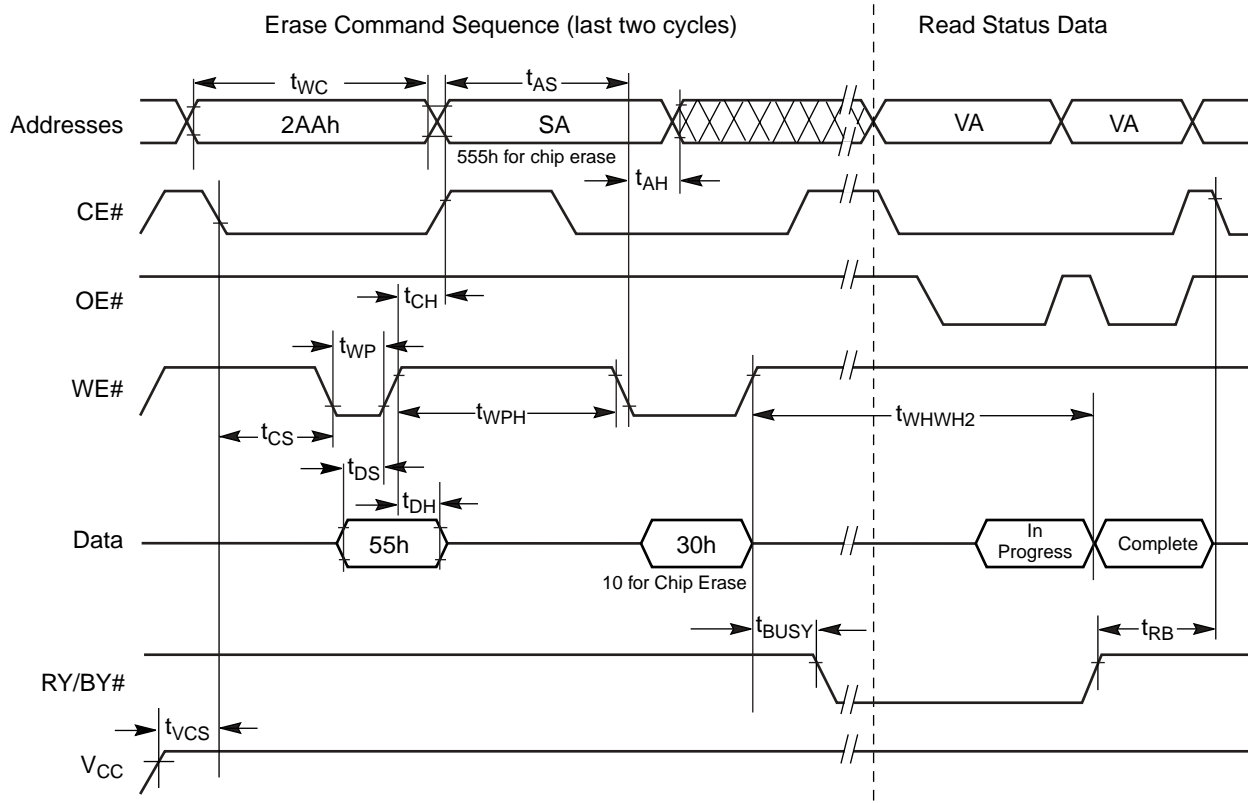 Erase Command Sequence (last two cycles)
Read Status Data
tWC
tAS
Addresses
2AAh
SA
VA
VA
555h for chip erase
tAH
CE#
OE#
tCH
tWP
WE#
tWPH
tWHWH2
tCS
tDS
tDH
Data
55h
30h
In
Progress
Complete
10 for Chip Erase
tBUSY
tRB
RY/BY#
tVCS
VCC